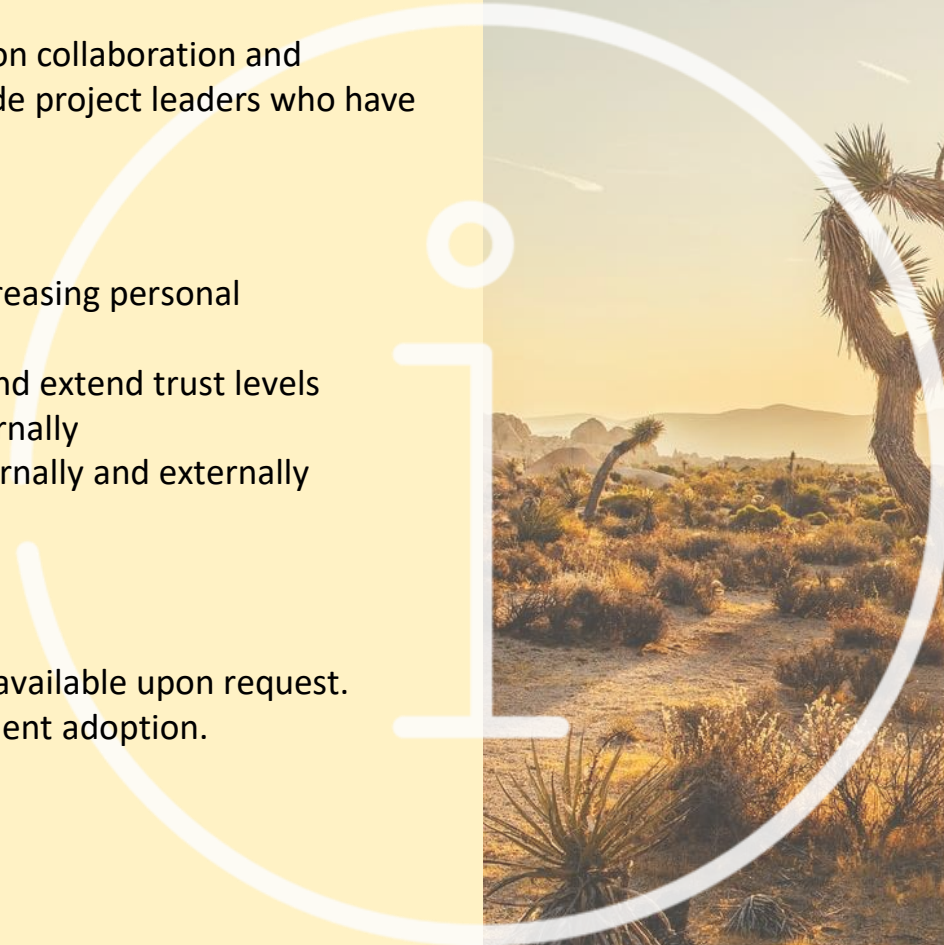 on collaboration and
de project leaders who have
reasing personal
nd extend trust levels
rnally
rnally and externally
available upon request.
ent adoption.